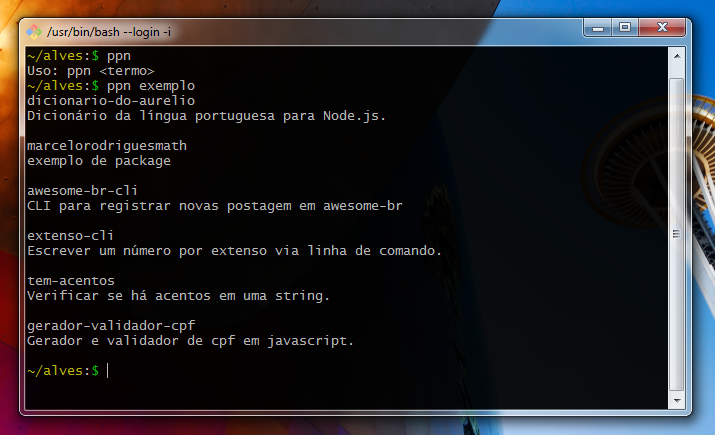 /usr/bin/bash --login -i
~/alves:$ ppn
Uso: ppn <termo>
~/alves:$ ppn exemplo
dicionario-do-aurelio
Dicionário da língua portuguesa para Node.js.
marcelorodriguesmath
exemplo de package
awesome-br-cli
CLI para registrar novas postagem em awesome-br
extenso-cli
Escrever um número por extenso via linha de comando.
tem-acentos
Verificar se há acentos em uma string.
gerador-validador-cpf
Gerador e validador de cpf em javascript.
~/alves:$